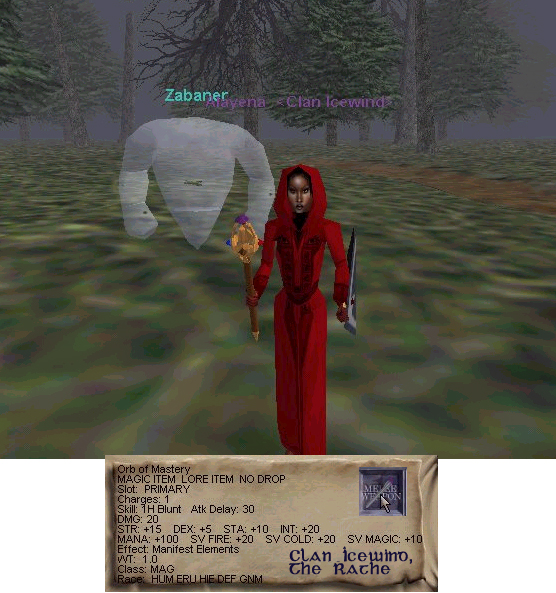 Zabaner
Alayena <Clan Icewind>
Orb of Mastery
MAGIC ITEM LORE ITEM NO DROP
Slot: PRIMARY
Charges: 1
Skill: 1H Blunt Atk Delay: 30
DMG: 20
STR: +15 DEX: +5 STA: +10 INT: +20
MANA: +100 SV FIRE: +20 SV COLD: +20 SV MAGIC: +10
Effect: Manifest Elements
WT: 1.0
Class: MAG
Race: HUM ERU HIE DEF GNM
MELEE
WEAPON
Clan Icewind,
The Rathe